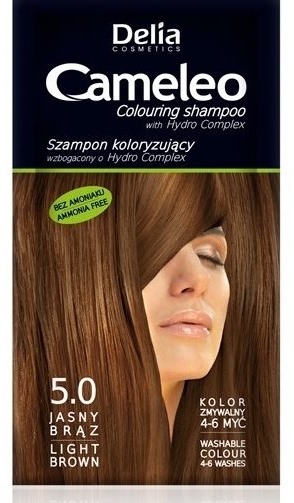 Delia
COSMETICS
Cameleo
Colouring shampoo
with Hydro Complex
Szampon koloryzujący
wzbogacony o Hydro Complex
BEZ AMONIAKU
AMMONIA FREE
5.0
JASNY
BRĄZ
LIGHT
BROWN
KOLOR
ZMYWALNY
4-6 MYĆ
WASHABLE
COLOUR
4-6 WASHES